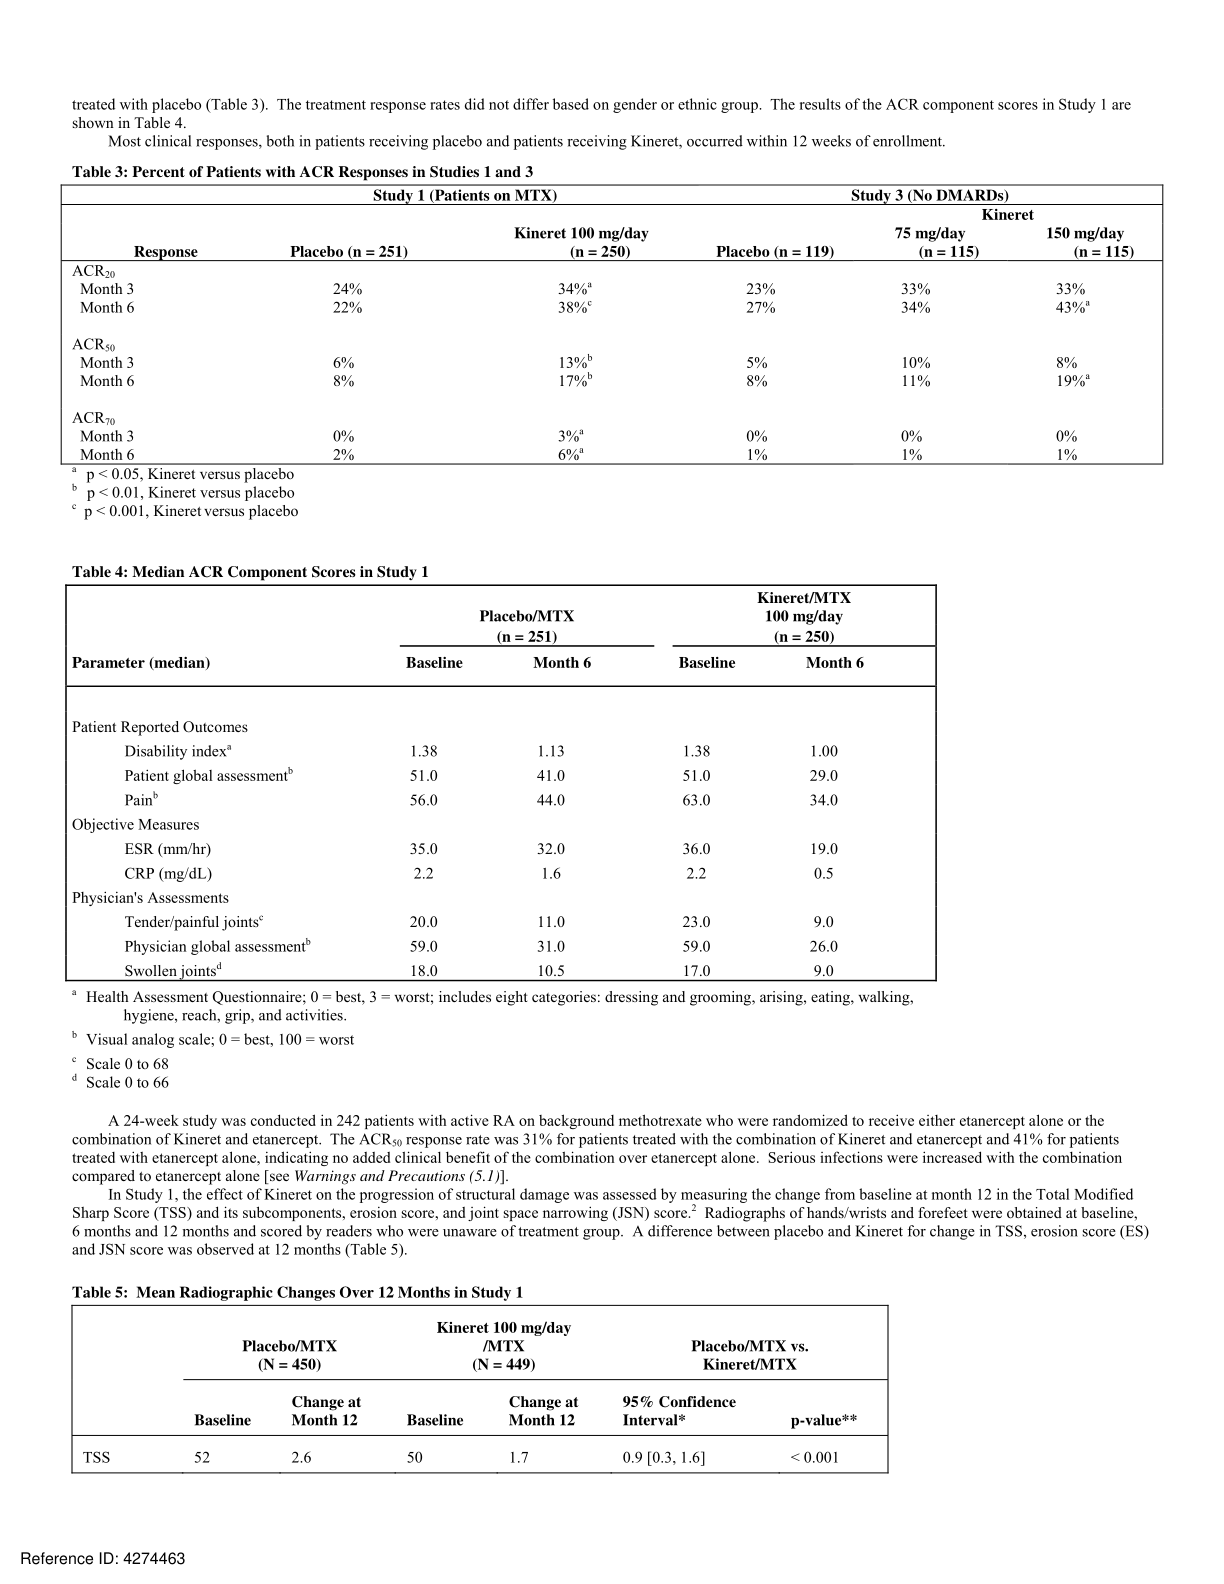 treated with placebo (Table 3). The treatment response rates did not differ based on gender or ethnic group. The results of the ACR component scores in Study 1 are
shown in Table 4.
Most clinical responses, both in patients receiving placebo and patients receiving Kineret, occurred within 12 weeks of enrollment.
Table 3: Percent of Patients with ACR Responses in Studies 1 and 3
Study 1 (Patients on MTX) Study 3 (No DMARDs)
Kineret
Kineret 100 mg/day 75 mg/day 150 mg/day
Response Placebo (n = 251) (n = 250) Placebo (n = 119) (n = 115) (n = 115)
ACR20
Month 3 24% 34%a 23% 33% 33%
Month 6 22% 38%c 27% 34% 43%a
ACR50
Month 3 6% 13%b 5% 10% 8%
Month 6 8% 17%b 8% 11% 19%a
ACR70
Month 3 0% 3%a 0% 0% 0%
Month 6 2% 6%a 1% 1% 1%
a p < 0.05, Kineret versus placebo
b p < 0.01, Kineret versus placebo
c p < 0.001, Kineret versus placebo
Table 4: Median ACR Component Scores in Study 1
Kineret/MTX
Placebo/MTX 100 mg/day
(n = 251) (n = 250)
Parameter (median) Baseline Month 6 Baseline Month 6
Patient Reported Outcomes
Disability indexa 1.38 1.13 1.38 1.00
Patient global assessmentb 51.0 41.0 51.0 29.0
Painb 56.0 44.0 63.0 34.0
Objective Measures
ESR (mm/hr) 35.0 32.0 36.0 19.0
CRP (mg/dL) 2.2 1.6 2.2 0.5
Physician's Assessments
Tender/painful jointsc 20.0 11.0 23.0 9.0
Physician global assessmentb 59.0 31.0 59.0 26.0
Swollen jointsd 18.0 10.5 17.0 9.0
a Health Assessment Questionnaire; 0 = best, 3 = worst; includes eight categories: dressing and grooming, arising, eating, walking,
hygiene, reach, grip, and activities.
b Visual analog scale; 0 = best, 100 = worst
c Scale 0 to 68
d Scale 0 to 66
A 24-week study was conducted in 242 patients with active RA on background methotrexate who were randomized to receive either etanercept alone or the
combination of Kineret and etanercept. The ACR50 response rate was 31% for patients treated with the combination of Kineret and etanercept and 41% for patients
treated with etanercept alone, indicating no added clinical benefit of the combination over etanercept alone. Serious infections were increased with the combination
compared to etanercept alone [see Warnings and Precautions (5.1)].
In Study 1, the effect of Kineret on the progression of structural damage was assessed by measuring the change from baseline at month 12 in the Total Modified
Sharp Score (TSS) and its subcomponents, erosion score, and joint space narrowing (JSN) score.2 Radiographs of hands/wrists and forefeet were obtained at baseline,
6 months and 12 months and scored by readers who were unaware of treatment group. A difference between placebo and Kineret for change in TSS, erosion score (ES)
and JSN score was observed at 12 months (Table 5).
Table 5: Mean Radiographic Changes Over 12 Months in Study 1
Kineret 100 mg/day
Placebo/MTX /MTX Placebo/MTX vs.
(N = 450) (N = 449) Kineret/MTX
Change at Change at 95% Confidence
Baseline Month 12 Baseline Month 12 Interval* p-value**
TSS 52 2.6 50 1.7 0.9 [0.3, 1.6] < 0.001
Reference ID: 4274463